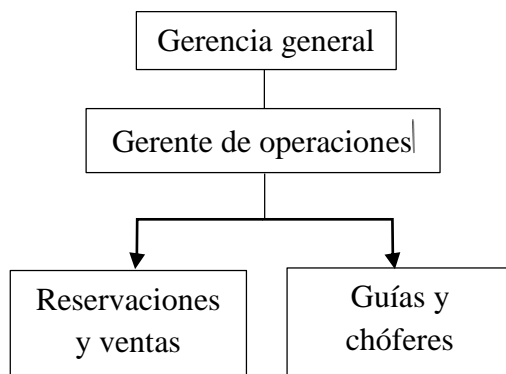 Gerencia general
Gerente de operaciones
Reservaciones
y ventas
Guías y
chóferes